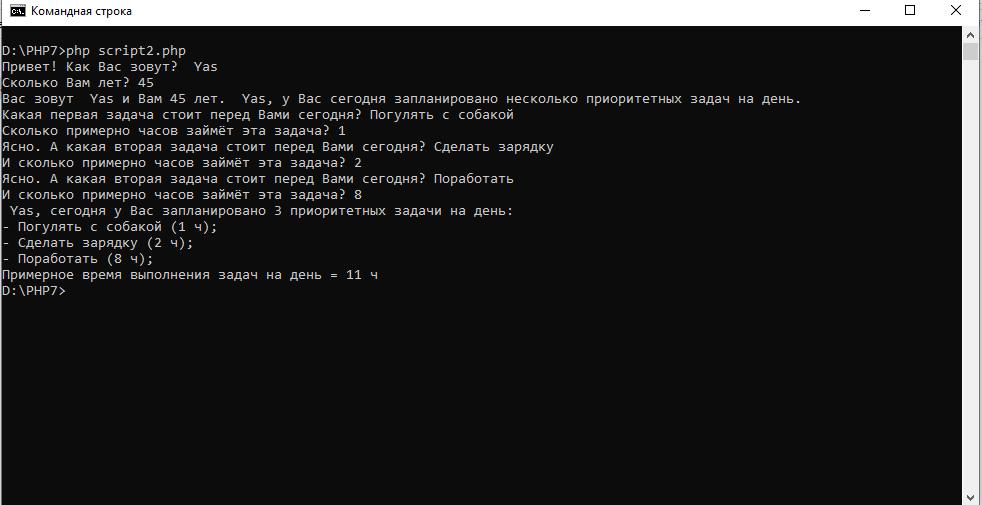 Командная строка
D:\PHP7>php script2.php
Привет! Как Вас зовут?  Yas
Сколько Вам лет? 45
Вас зовут  Yas и Вам 45 лет.  Yas, у Вас сегодня запланировано несколько приоритетных задач на день.
Какая первая задача стоит перед Вами сегодня? Погулять с собакой
Сколько примерно часов займёт эта задача? 1
Ясно. А какая вторая задача стоит перед Вами сегодня? Сделать зарядку
И сколько примерно часов займёт эта задача? 2
Ясно. А какая вторая задача стоит перед Вами сегодня? Поработать
И сколько примерно часов займёт эта задача? 8
 Yas, сегодня у Вас запланировано 3 приоритетных задачи на день:
- Погулять с собакой (1 ч);
- Сделать зарядку (2 ч);
- Поработать (8 ч);
Примерное время выполнения задач на день = 11 ч
D:\PHP7>